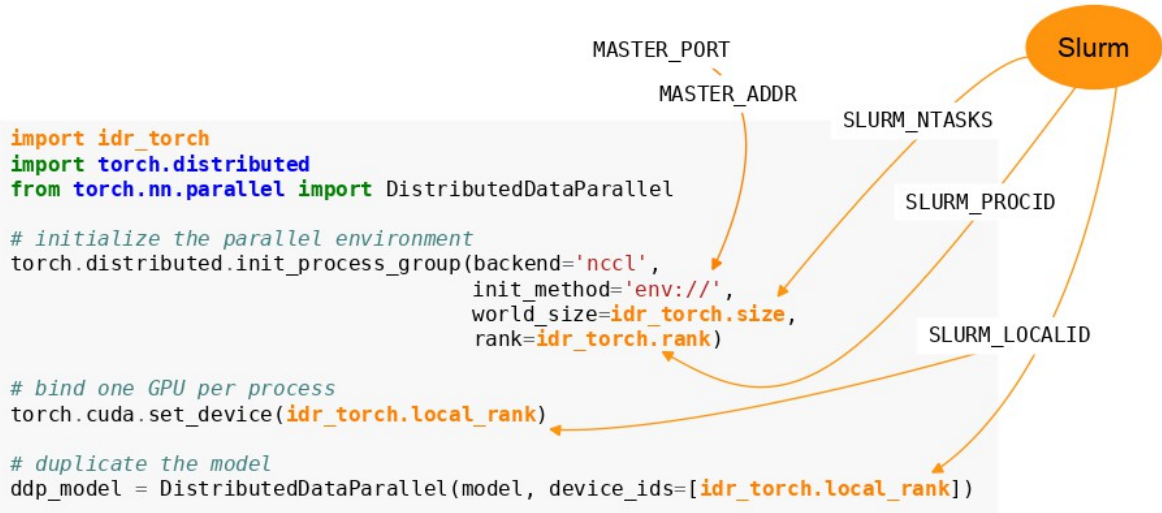 Slurm
MASTER_PORT
MASTER_ADDR
SLURM_NTASKS
import idr_torch
import torch.distributed
from torch.nn.parallel import DistributedDataParallel
SLURM_PROCID
# initialize the parallel environment
torch.distributed.init_process_group(backend='nccl',
                                     init_method='env://',
                                     world_size=idr_torch.size,
                                     rank=idr_torch.rank)
SLURM_LOCALID
# bind one GPU per process
torch.cuda.set_device(idr_torch.local_rank)
# duplicate the model
ddp_model = DistributedDataParallel(model, device_ids=[idr_torch.local_rank])